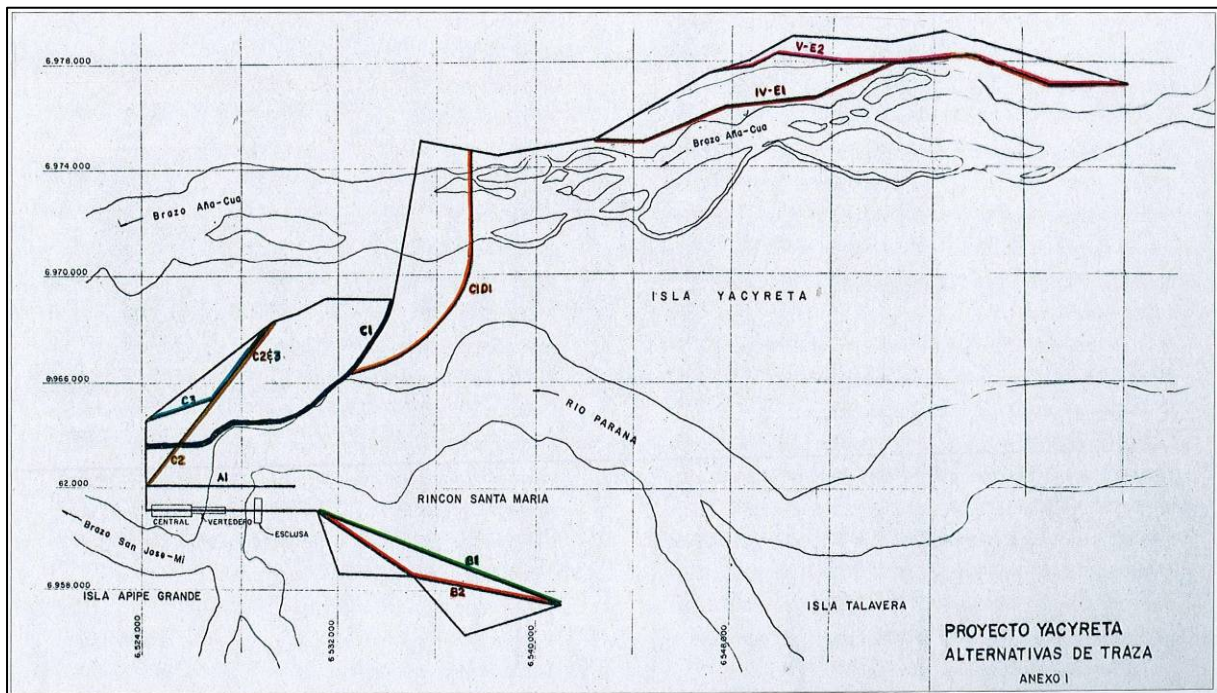 V-E2
6.978.000
IV-E1
Brazo Aña-Cua
6.974.000
Brazo Aña-Cua
6.970.000
ISLA YACYRETA
C1D1
C1
C2
6.966.000
C3
RIO PARANA
C2
A1
62.000
RINCON SANTA MARIA
CENTRAL
VERTEDERO
ESCLUSA
Brazo San Jose-Mi
B1
6.958.000
B2
ISLA APIPE GRANDE
ISLA TALAVERA
6.524.000
6.532.000
6.540.000
6.548.000
PROYECTO YACYRETA
ALTERNATIVAS DE TRAZA
ANEXO 1